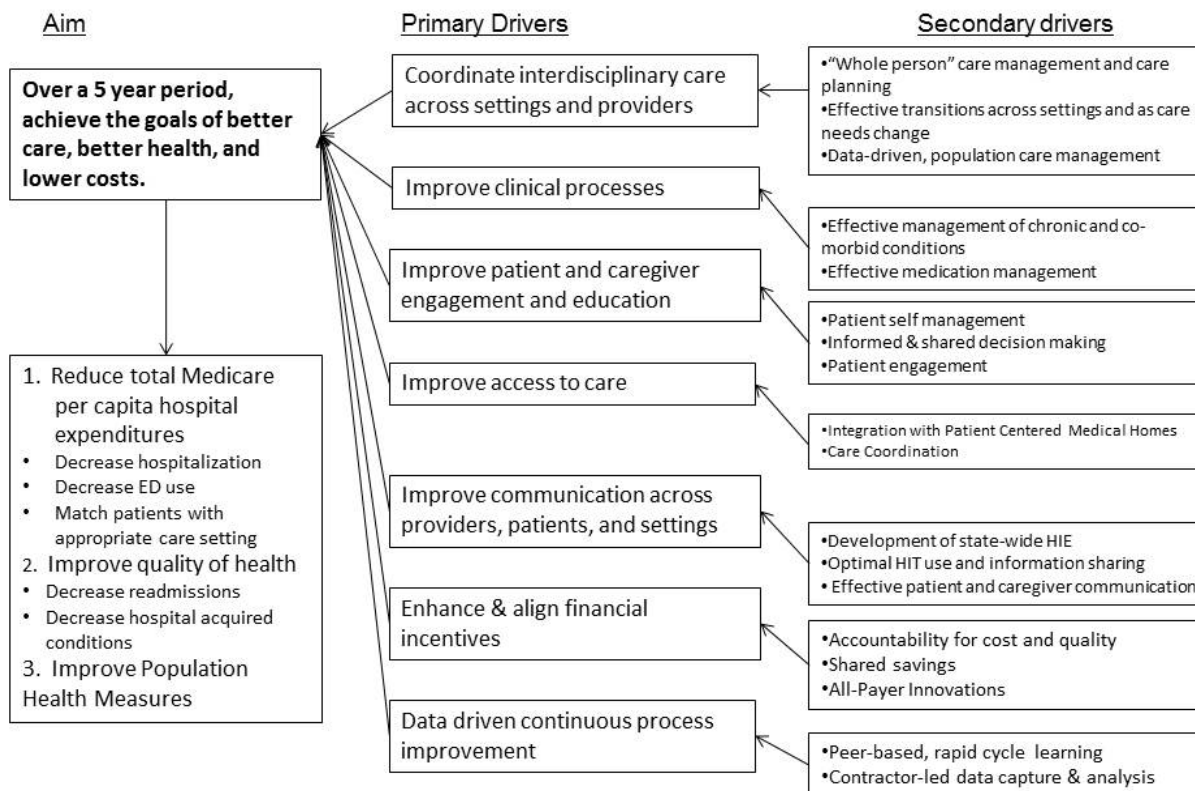 Aim
Over a 5 year period,
achieve the goals of better
care, better health, and
lower costs.
1. Reduce total Medicare
per capita hospital
expenditures
• Decrease hospitalization
• Decrease ED use
• Match patients with
appropriate care setting
2. Improve quality of health
• Decrease readmissions
• Decrease hospital acquired
conditions
3. Improve Population
Health Measures
Primary Drivers
Coordinate interdisciplinary care
across settings and providers
Improve clinical processes
Improve patient and caregiver
engagement and education
Improve access to care
Improve communication across
providers, patients, and settings
Enhance & align financial
incentives
Data driven continuous process
improvement
Secondary drivers
•“Whole person” care management and care
planning
•Effective transitions across settings and as care
needs change
•Data-driven, population care management
•Effective management of chronic and co-
morbid conditions
•Effective medication management
•Patient self management
•Informed & shared decision making
•Patient engagement
•Integration with Patient Centered Medical Homes
•Care Coordination
•Development of state-wide HIE
•Optimal HIT use and information sharing
• Effective patient and caregiver communication
•Accountability for cost and quality
•Shared savings
•All-Payer Innovations
•Peer-based, rapid cycle learning
•Contractor-led data capture & analysis